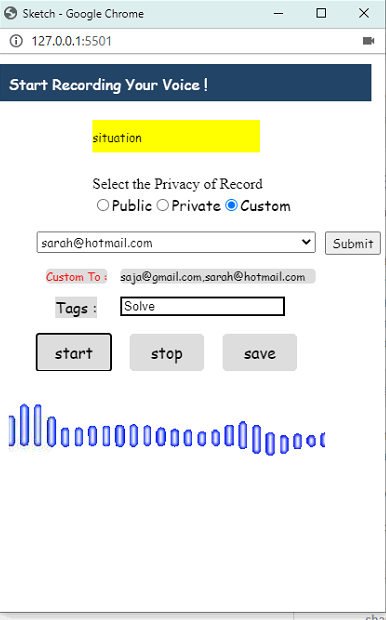 Sketch - Google Chrome
127.0.0.1:5501
Start Recording Your Voice !
situation
Select the Privacy of Record
Public Private Custom
sarah@hotmail.com Submit
Custom To : saja@gmail.com,sarah@hotmail.com
Tags : Solve
start stop save